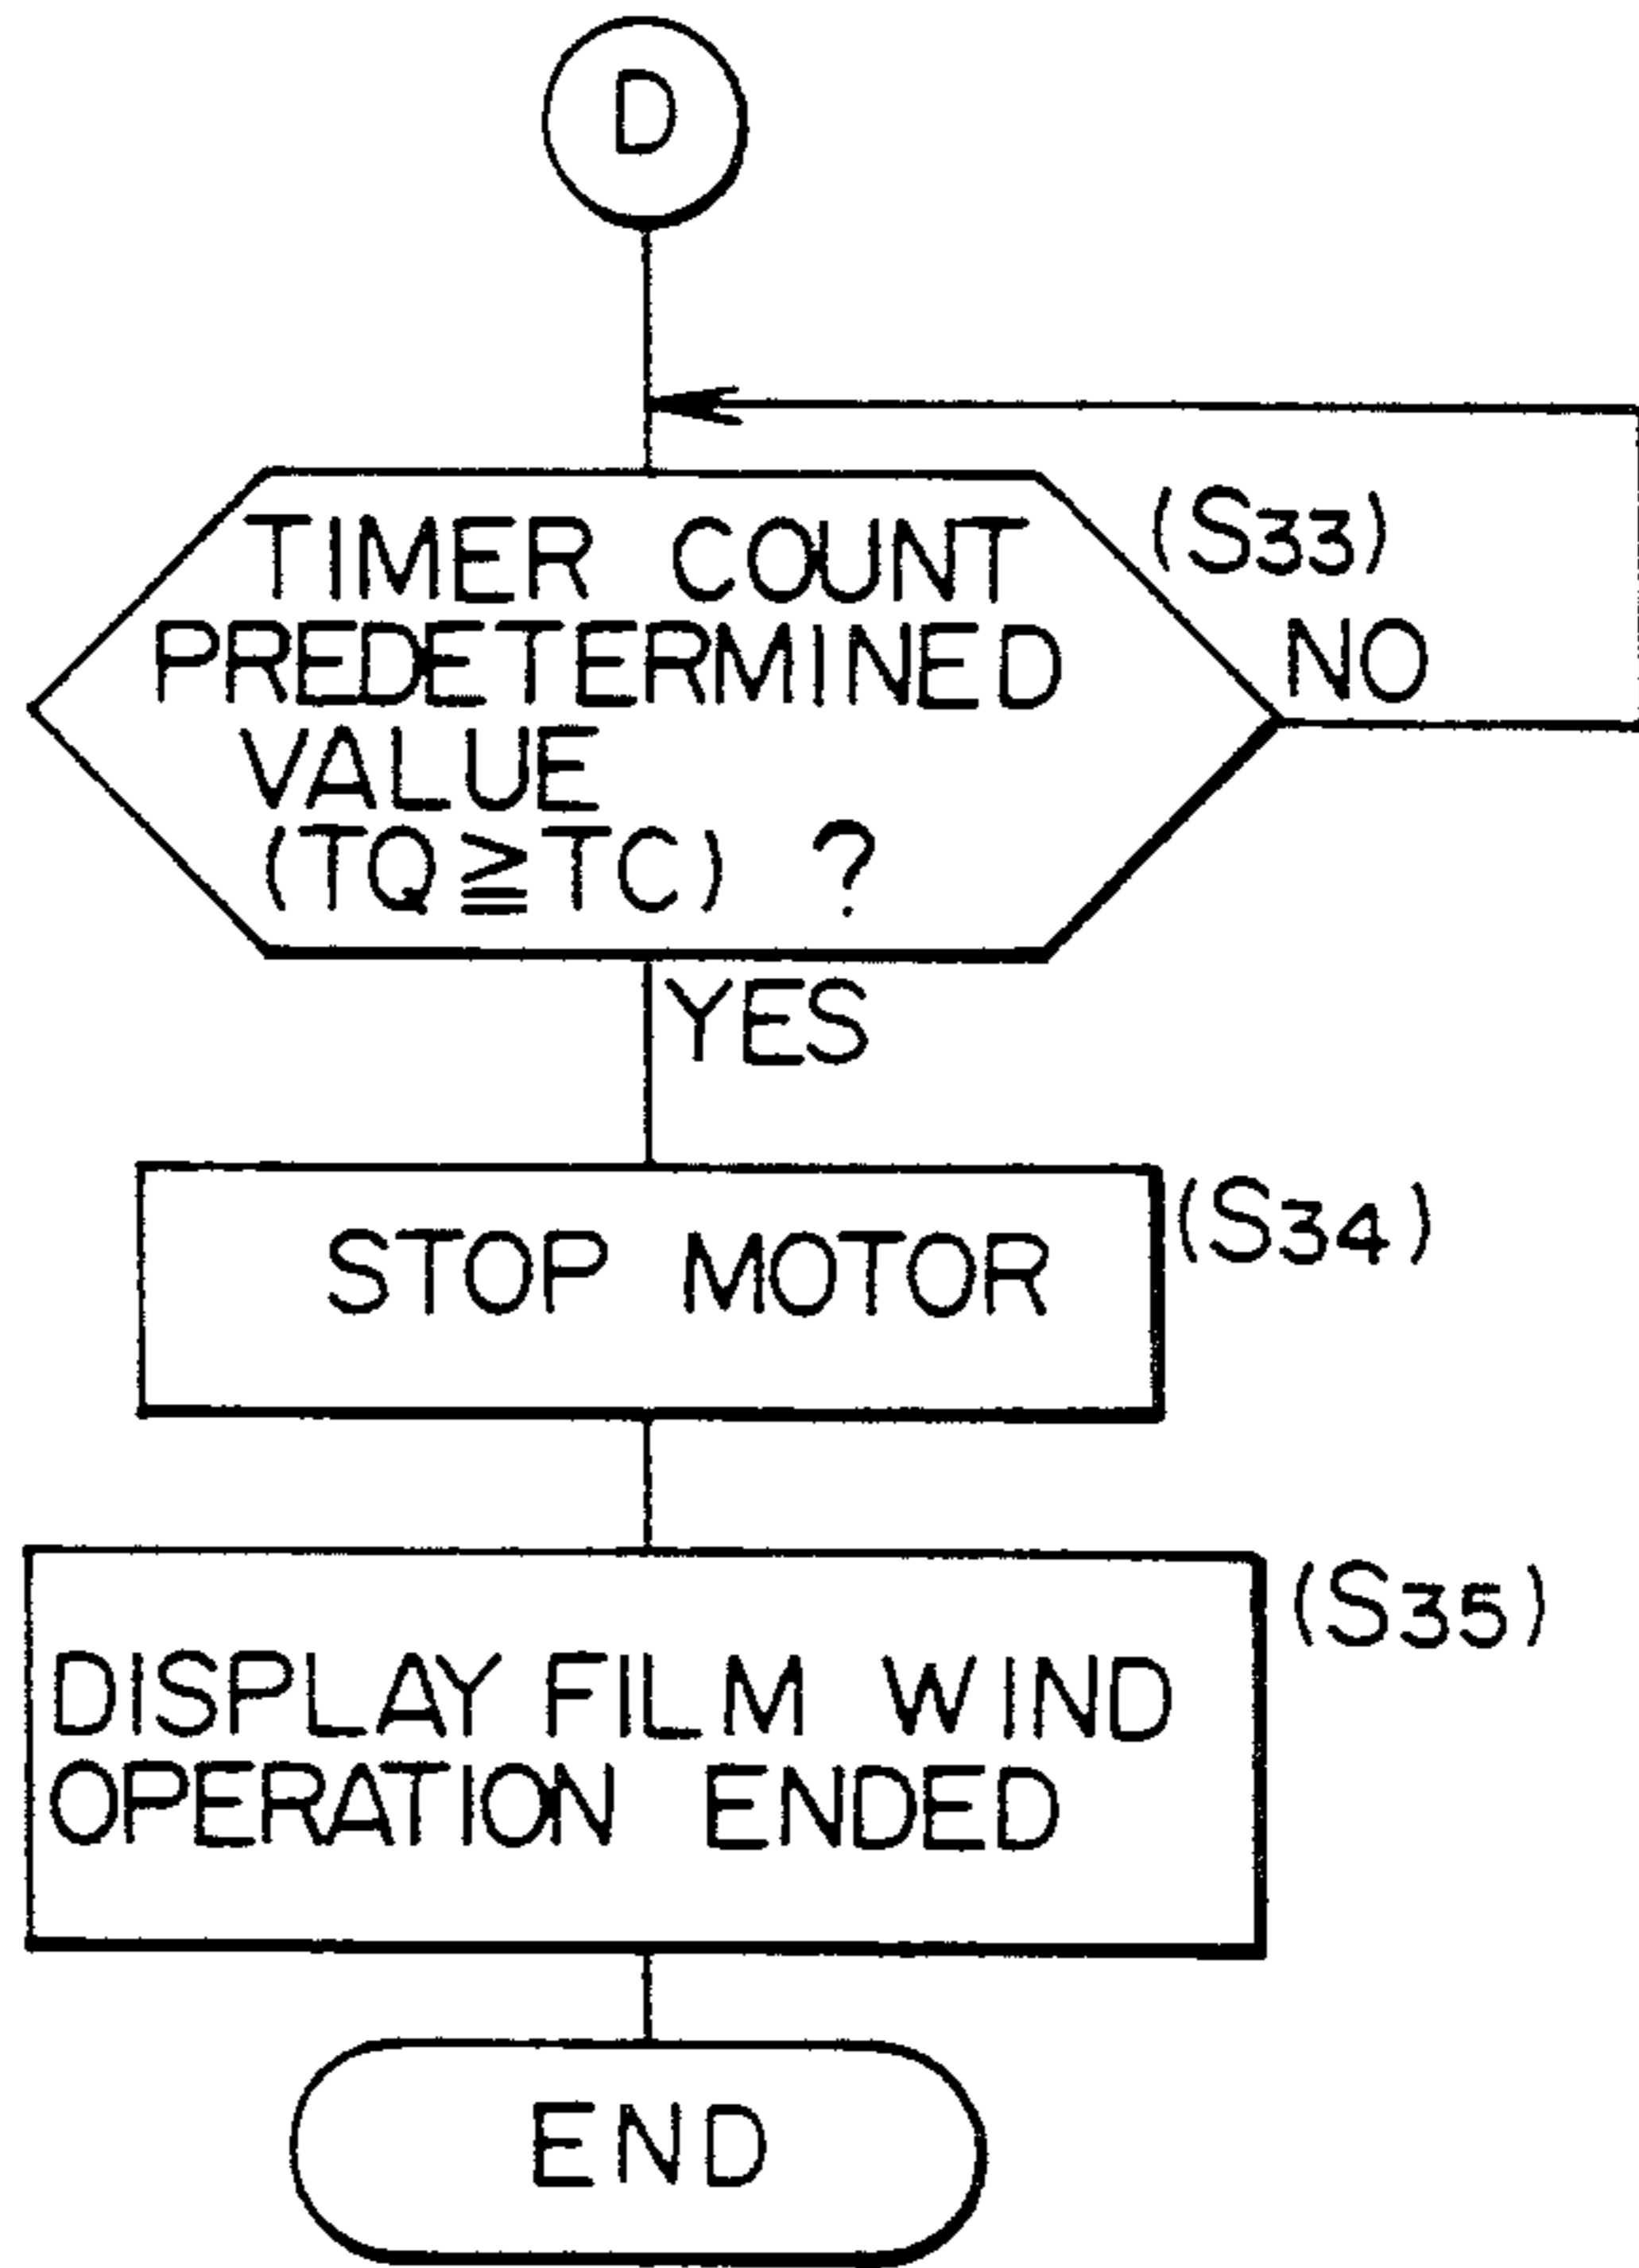 D
(S33)
TIMER COUNT
PREDETERMINED
VALUE
(TQ≧TC) ?
NO
YES
STOP MOTOR
(S34)
DISPLAY FILM WIND
OPERATION ENDED
(S35)
END